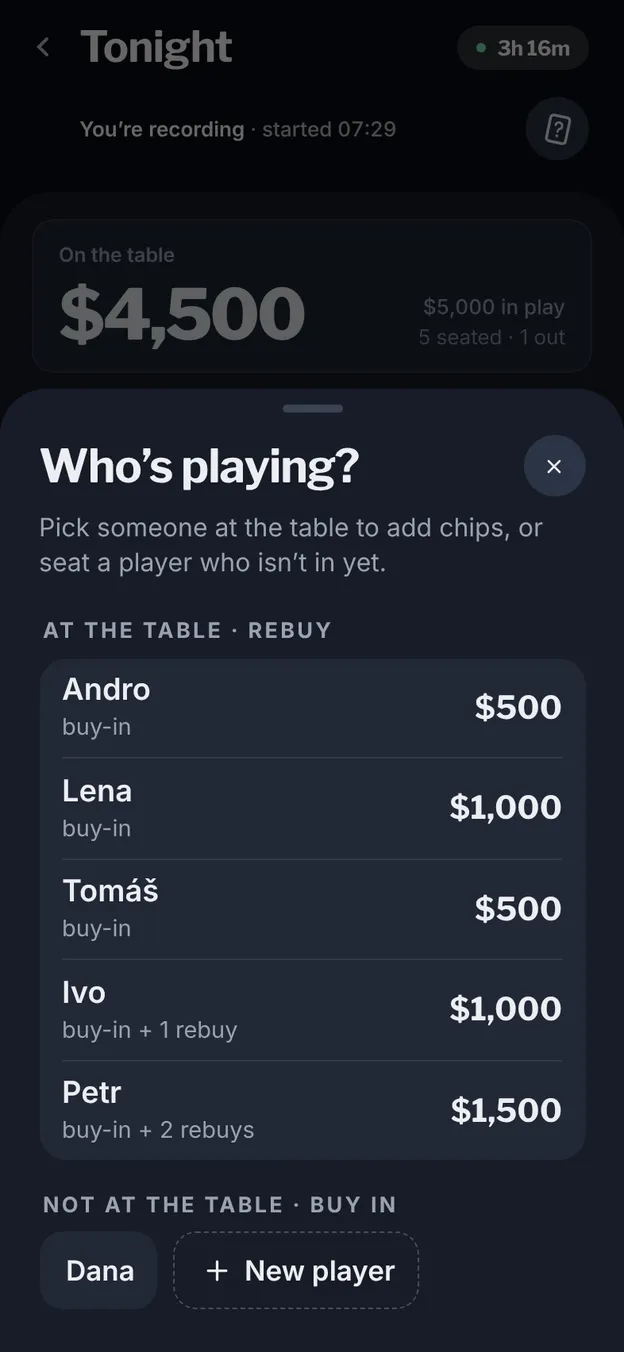 Tonight
3h 16m
You’re recording · started 07:29
?
On the table
$4,500
$5,000 in play
5 seated · 1 out
Who’s playing?
Pick someone at the table to add chips, or
seat a player who isn’t in yet.
AT THE TABLE · REBUY
Andro
buy-in
$500
Lena
buy-in
$1,000
Tomáš
buy-in
$500
Ivo
buy-in + 1 rebuy
$1,000
Petr
buy-in + 2 rebuys
$1,500
NOT AT THE TABLE · BUY IN
Dana
+ New player